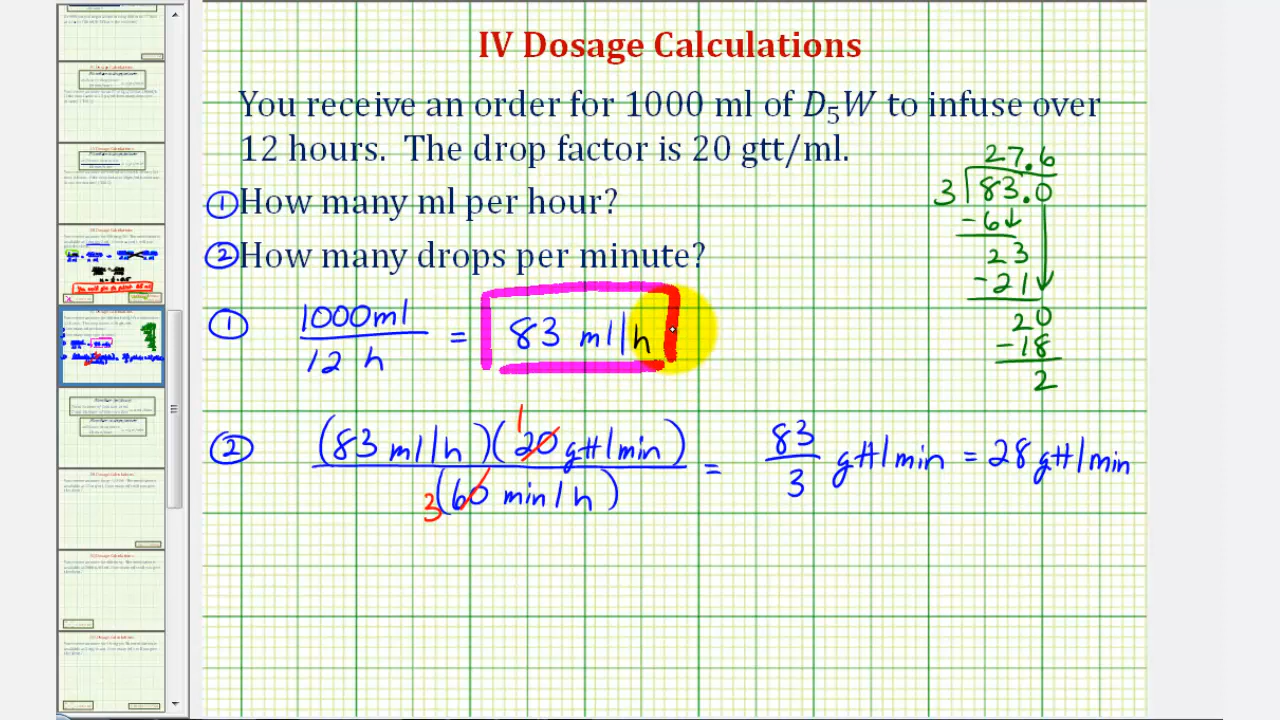 IV Dosage Calculations
You receive an order for 1000 ml of D₅W to infuse over
12 hours. The drop factor is 20 gtt/ml.
① How many ml per hour?
② How many drops per minute?
27.6
3 83.0
-6
23
-21
20
-18
2
① 1000 ml / 12 h = 83 ml/h
② (83 ml/h)(20 gtt/min) / (60 min/h) = 83/3 gtt/min = 28 gtt/min
1
3